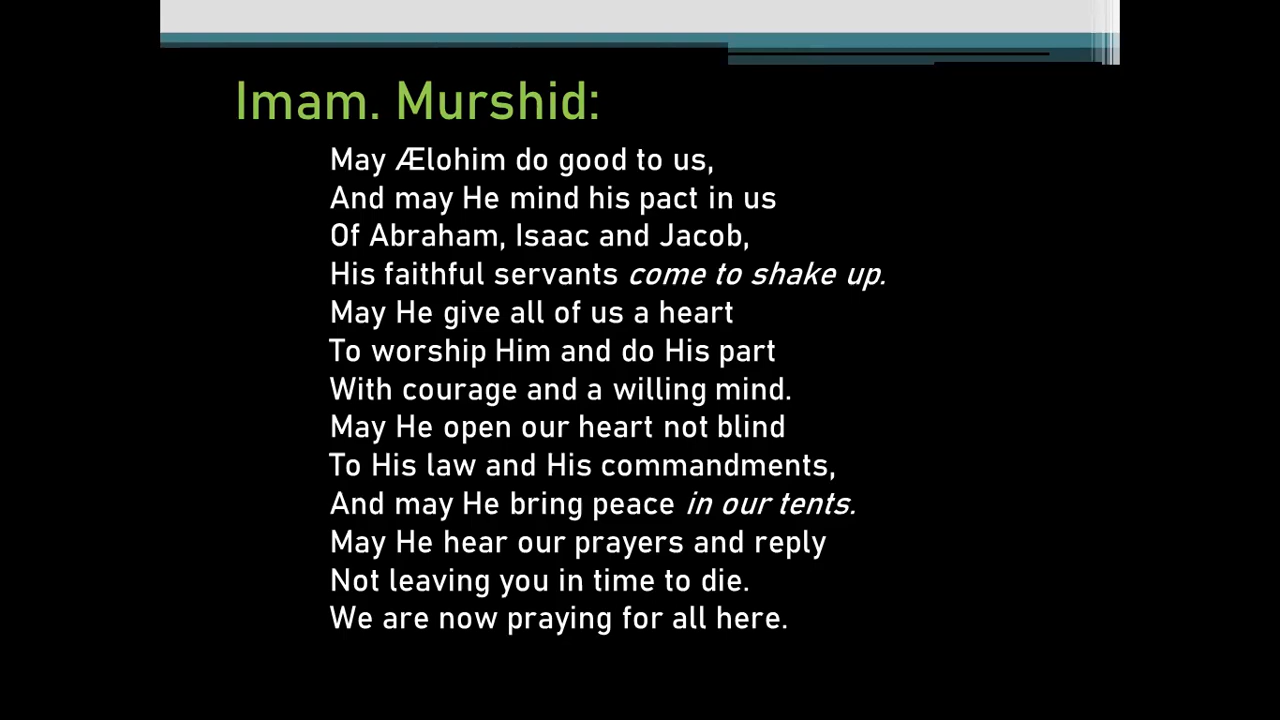 Imam. Murshid:
May Ælohim do good to us,
And may He mind his pact in us
Of Abraham, Isaac and Jacob,
His faithful servants come to shake up.
May He give all of us a heart
To worship Him and do His part
With courage and a willing mind.
May He open our heart not blind
To His law and His commandments,
And may He bring peace in our tents.
May He hear our prayers and reply
Not leaving you in time to die.
We are now praying for all here.